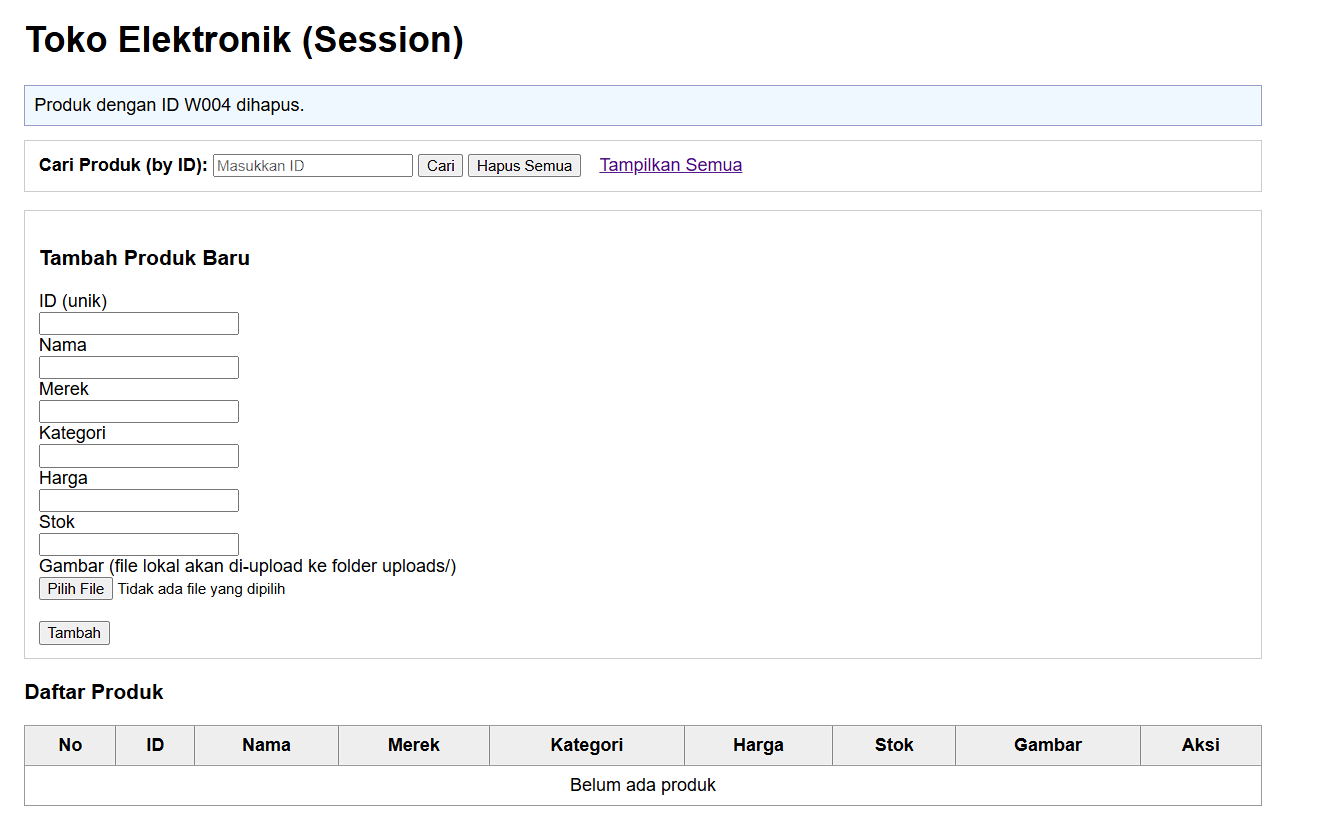 Toko Elektronik (Session)
Produk dengan ID W004 dihapus.
Cari Produk (by ID): Masukkan ID Cari Hapus Semua Tampilkan Semua
Tambah Produk Baru
ID (unik)
Nama
Merek
Kategori
Harga
Stok
Gambar (file lokal akan di-upload ke folder uploads/)
Pilih File Tidak ada file yang dipilih
Tambah
Daftar Produk
No ID Nama Merek Kategori Harga Stok Gambar Aksi
Belum ada produk